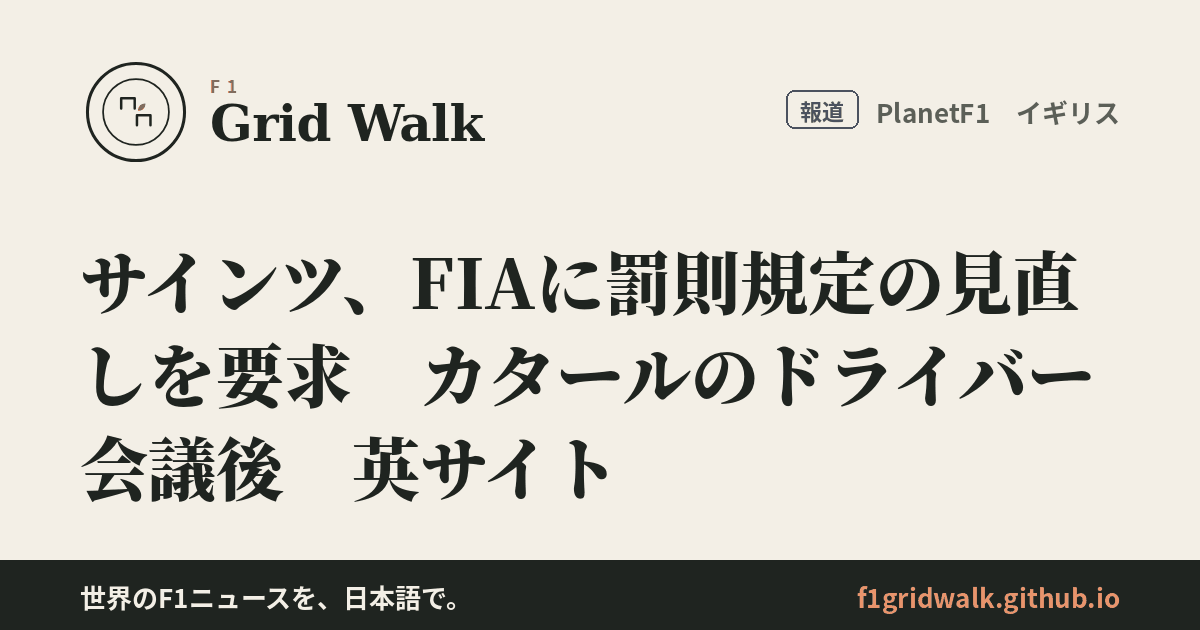 F1
Grid Walk
報道 PlanetF1　イギリス
サインツ、FIAに罰則規定の見直
しを要求　カタールのドライバー
会議後　英サイト
世界のF1ニュースを、日本語で。
f1gridwalk.github.io